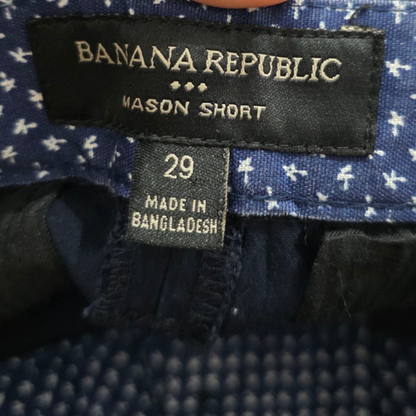 BANANA REPUBLIC
MASON SHORT
29
MADE IN
BANGLADESH